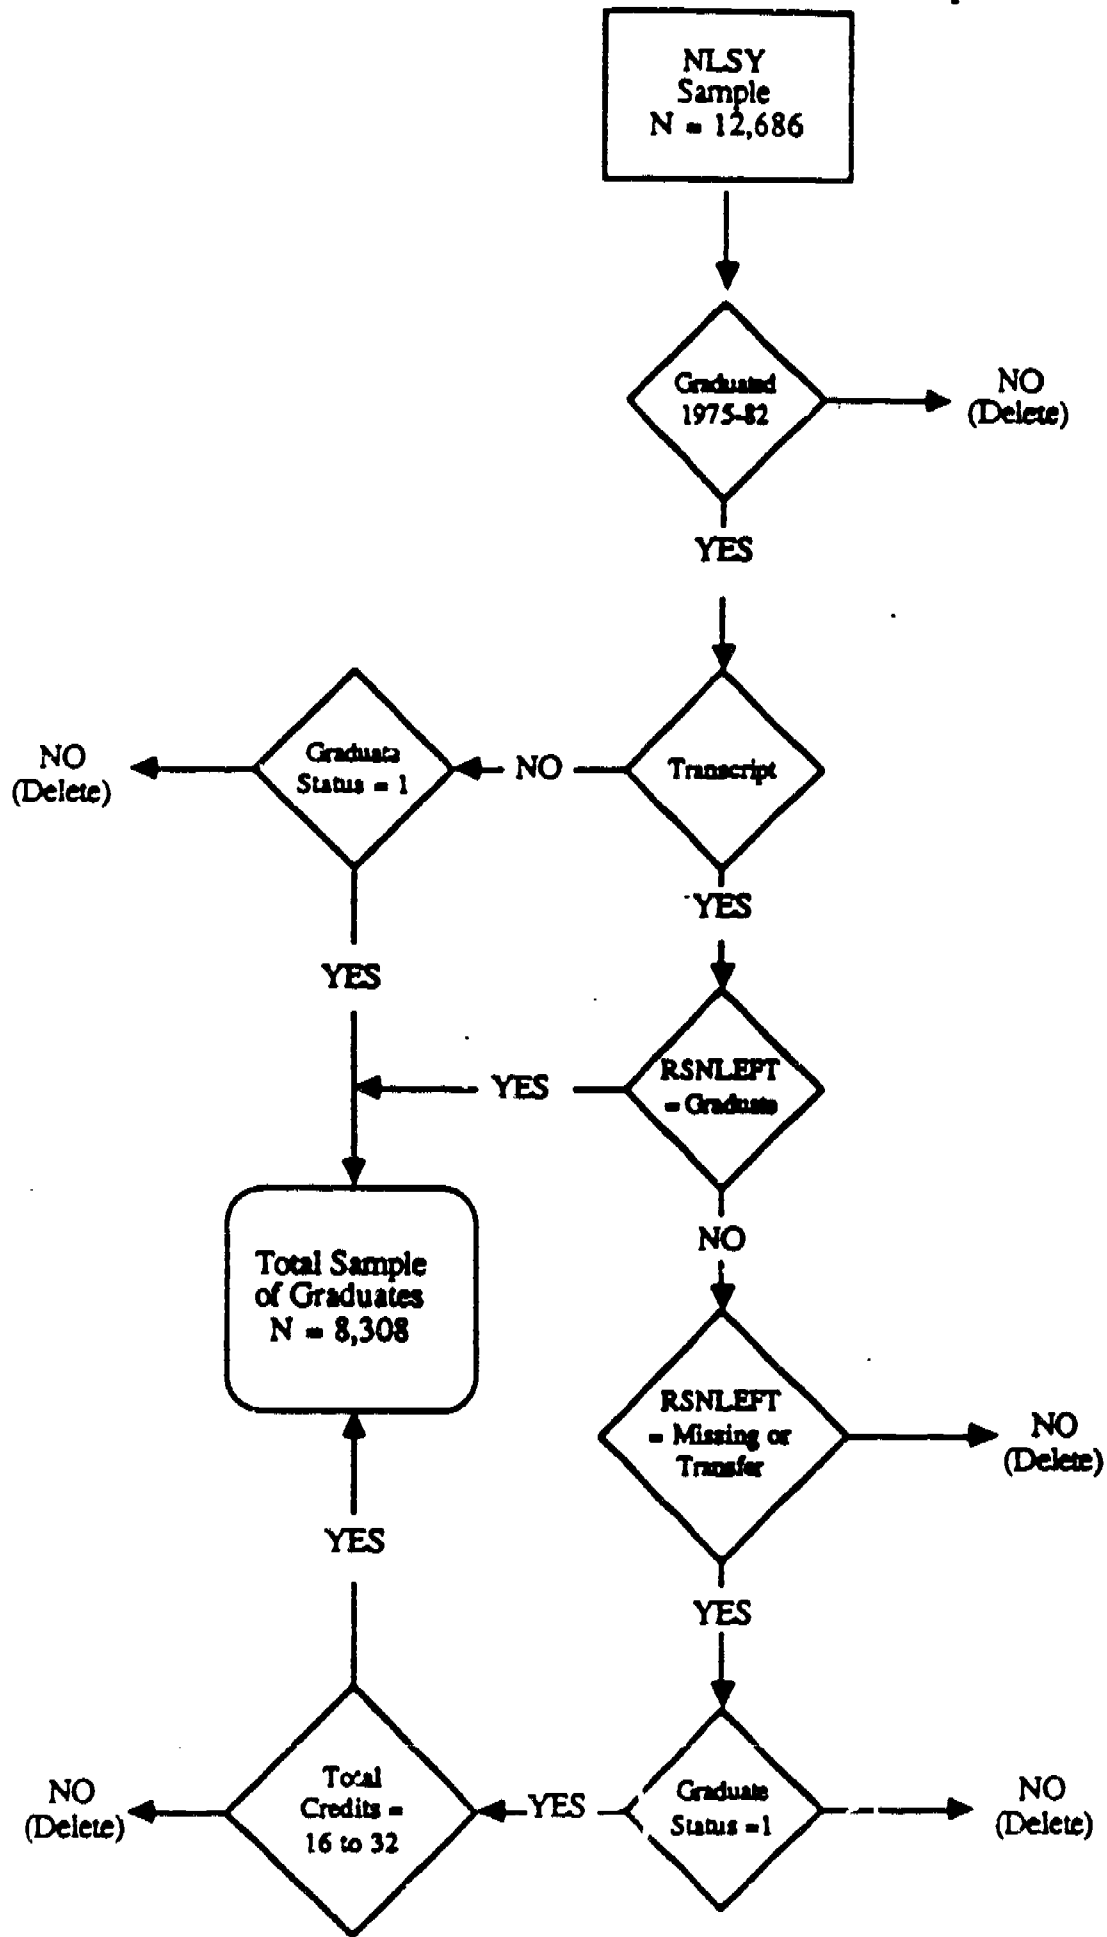 NLSY
Sample
N = 12,686
Graduated
1975-82
NO
(Delete)
YES
NO
(Delete)
Graduate
Status = 1
NO
Transcript
YES
YES
RSNLEFT
= Graduate
YES
NO
Total Sample
of Graduates
N = 8,308
RSNLEFT
= Missing or
Transfer
NO
(Delete)
YES
YES
NO
(Delete)
Total
Credits =
16 to 32
YES
Graduate
Status =1
NO
(Delete)